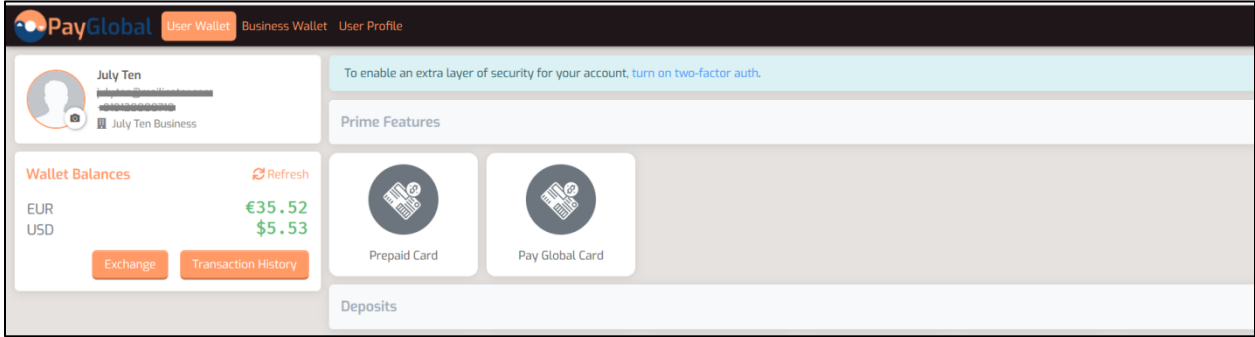 PayGlobal User Wallet Business Wallet User Profile
July Ten
July Ten Business
To enable an extra layer of security for your account, turn on two-factor auth.
Prime Features
Wallet Balances Refresh
EUR €35.52
USD $5.53
Exchange Transaction History
Prepaid Card
Pay Global Card
Deposits